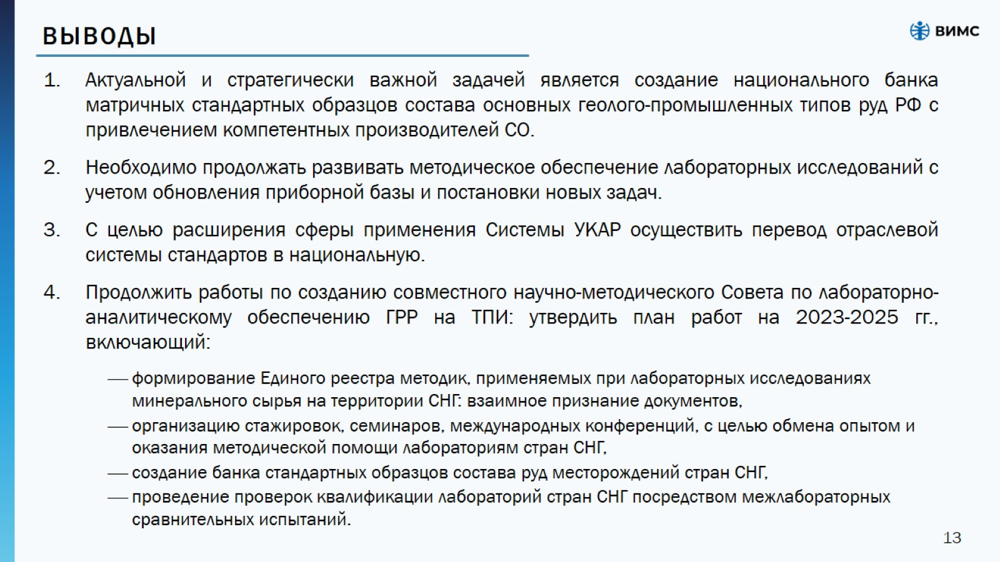 ВЫВОДЫ
ВИМС
1. Актуальной и стратегически важной задачей является создание национального банка
матричных стандартных образцов состава основных геолого-промышленных типов руд РФ с
привлечением компетентных производителей СО.
2. Необходимо продолжать развивать методическое обеспечение лабораторных исследований с
учетом обновления приборной базы и постановки новых задач.
3. С целью расширения сферы применения Системы УКАР осуществить перевод отраслевой
системы стандартов в национальную.
4. Продолжить работы по созданию совместного научно-методического Совета по лабораторно-
аналитическому обеспечению ГРР на ТПИ: утвердить план работ на 2023-2025 гг.,
включающий:
— формирование Единого реестра методик, применяемых при лабораторных исследованиях
минерального сырья на территории СНГ: взаимное признание документов,
— организацию стажировок, семинаров, международных конференций, с целью обмена опытом и
оказания методической помощи лабораториям стран СНГ,
— создание банка стандартных образцов состава руд месторождений стран СНГ,
— проведение проверок квалификации лабораторий стран СНГ посредством межлабораторных
сравнительных испытаний.
13